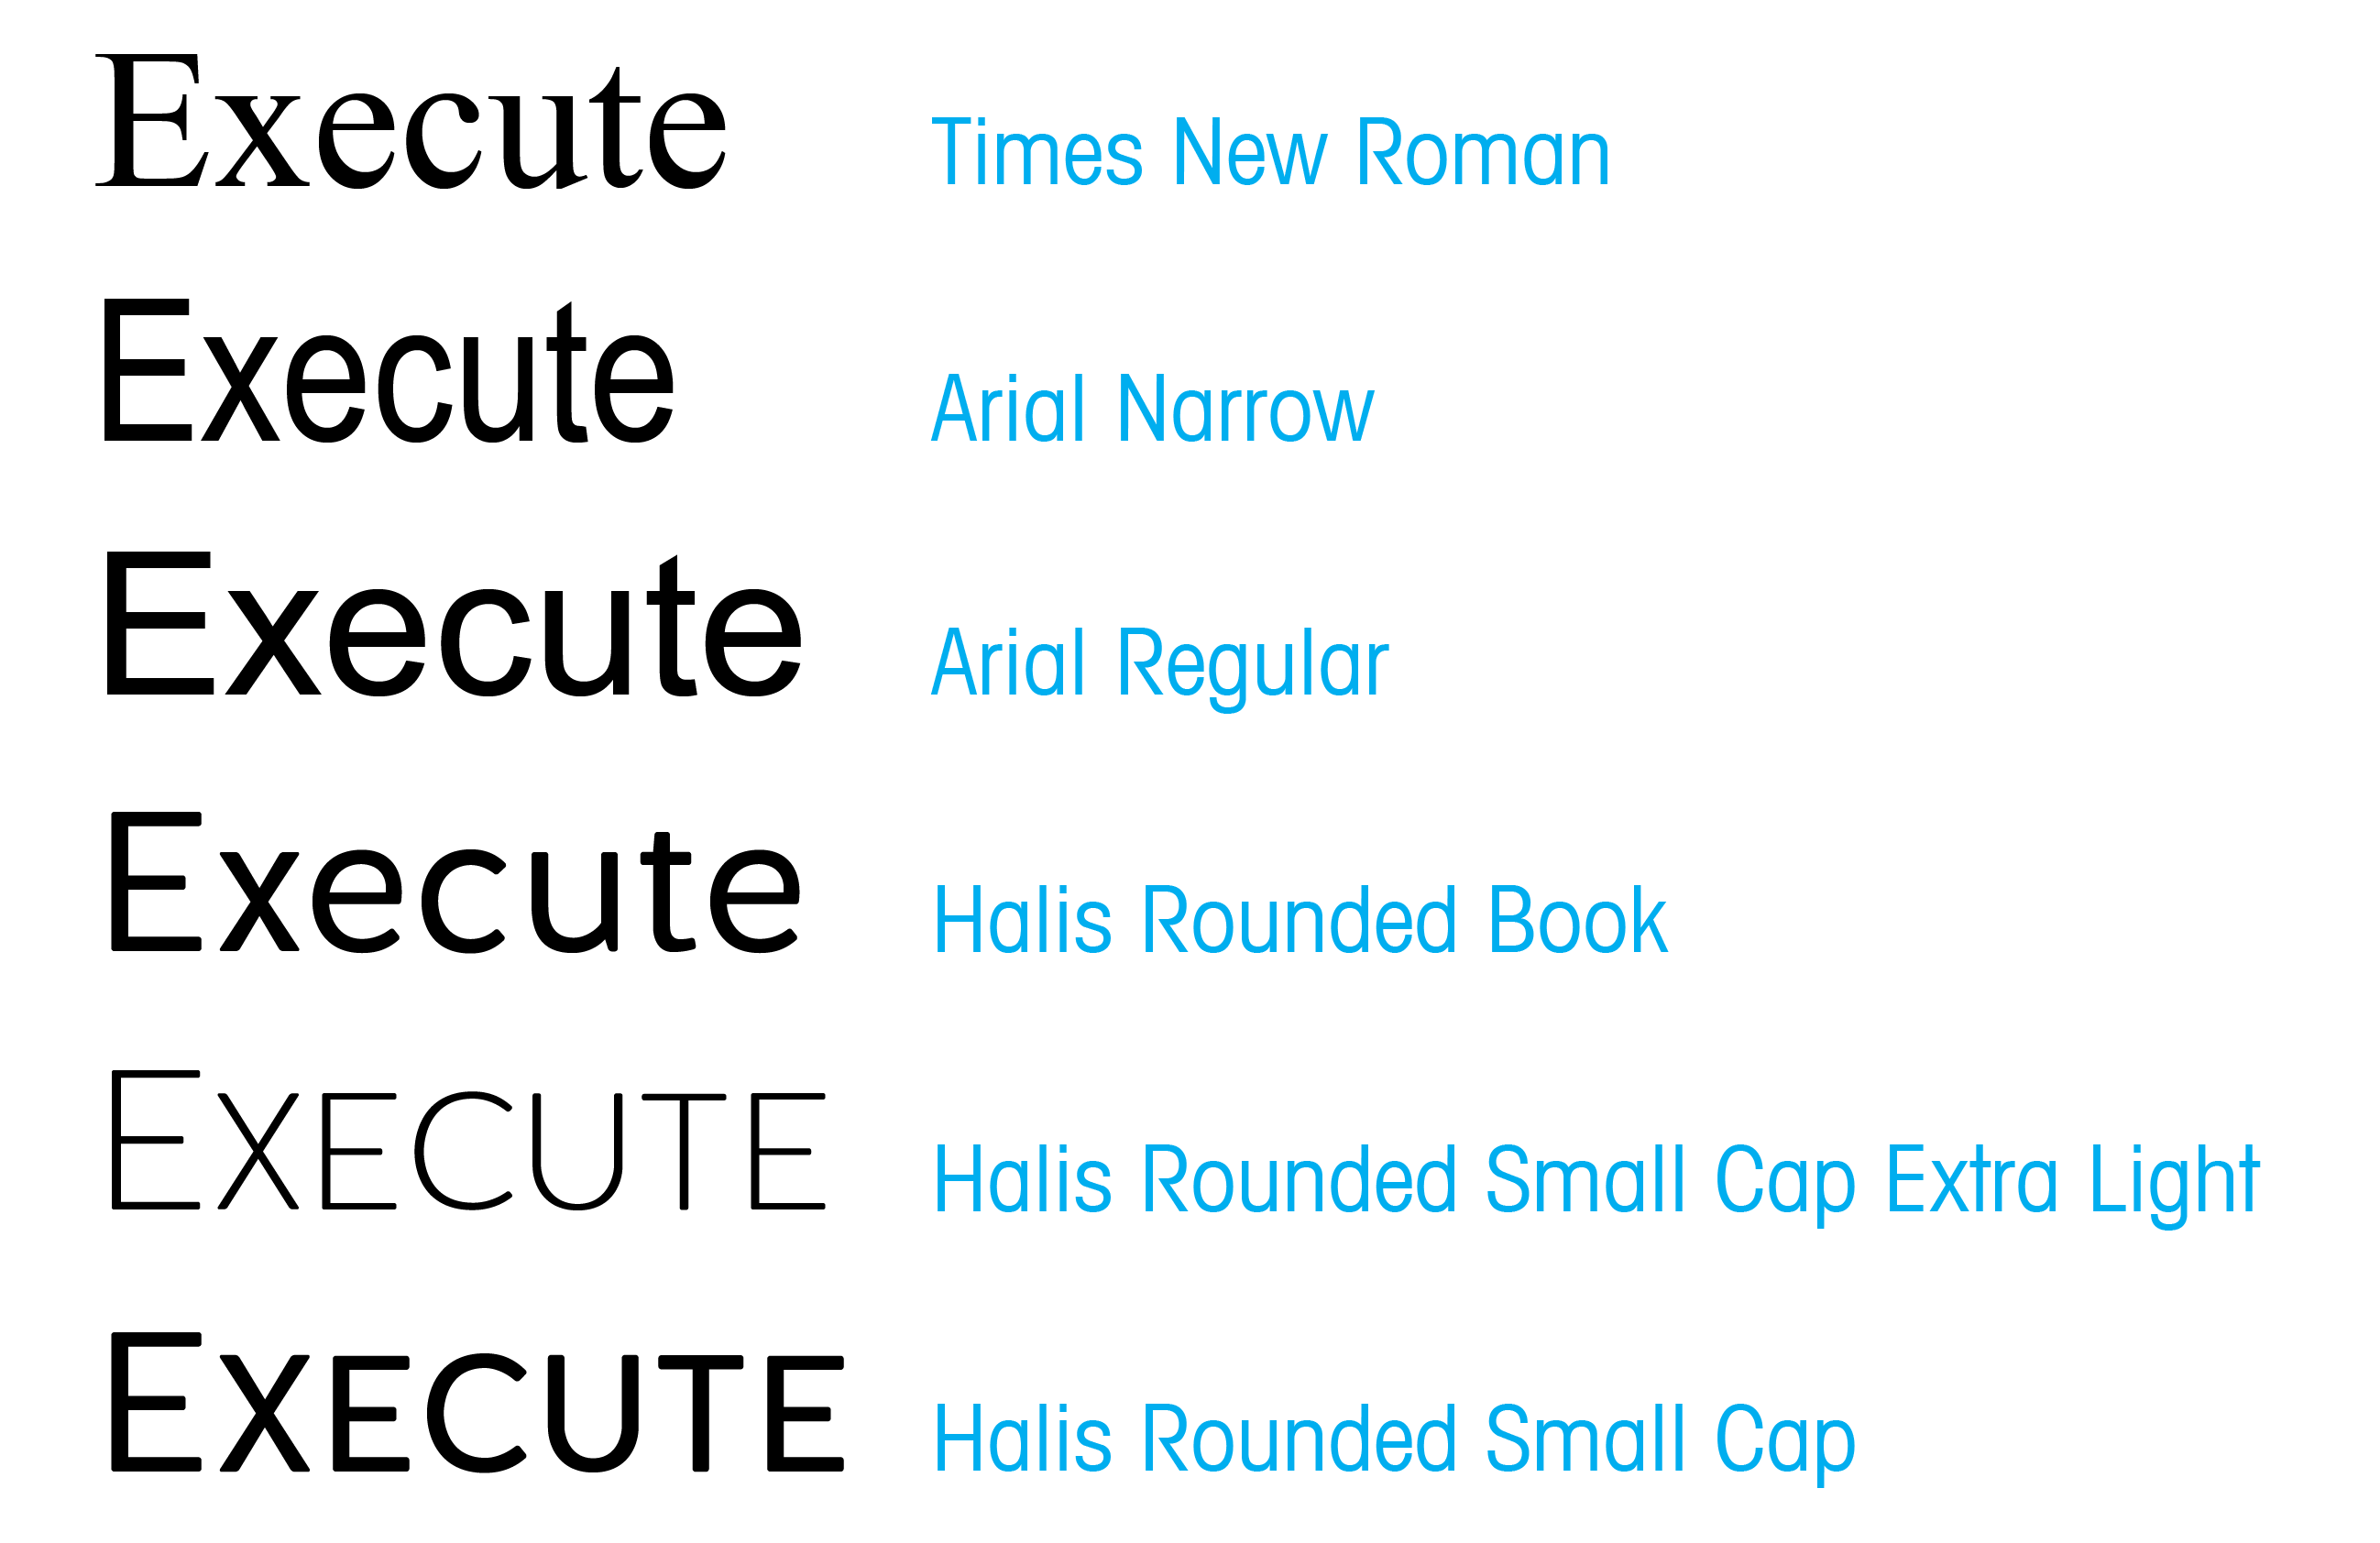 Execute Times New Roman
Execute Arial Narrow
Execute Arial Regular
Execute Halis Rounded Book
Execute Halis Rounded Small Cap Extra Light
Execute Halis Rounded Small Cap